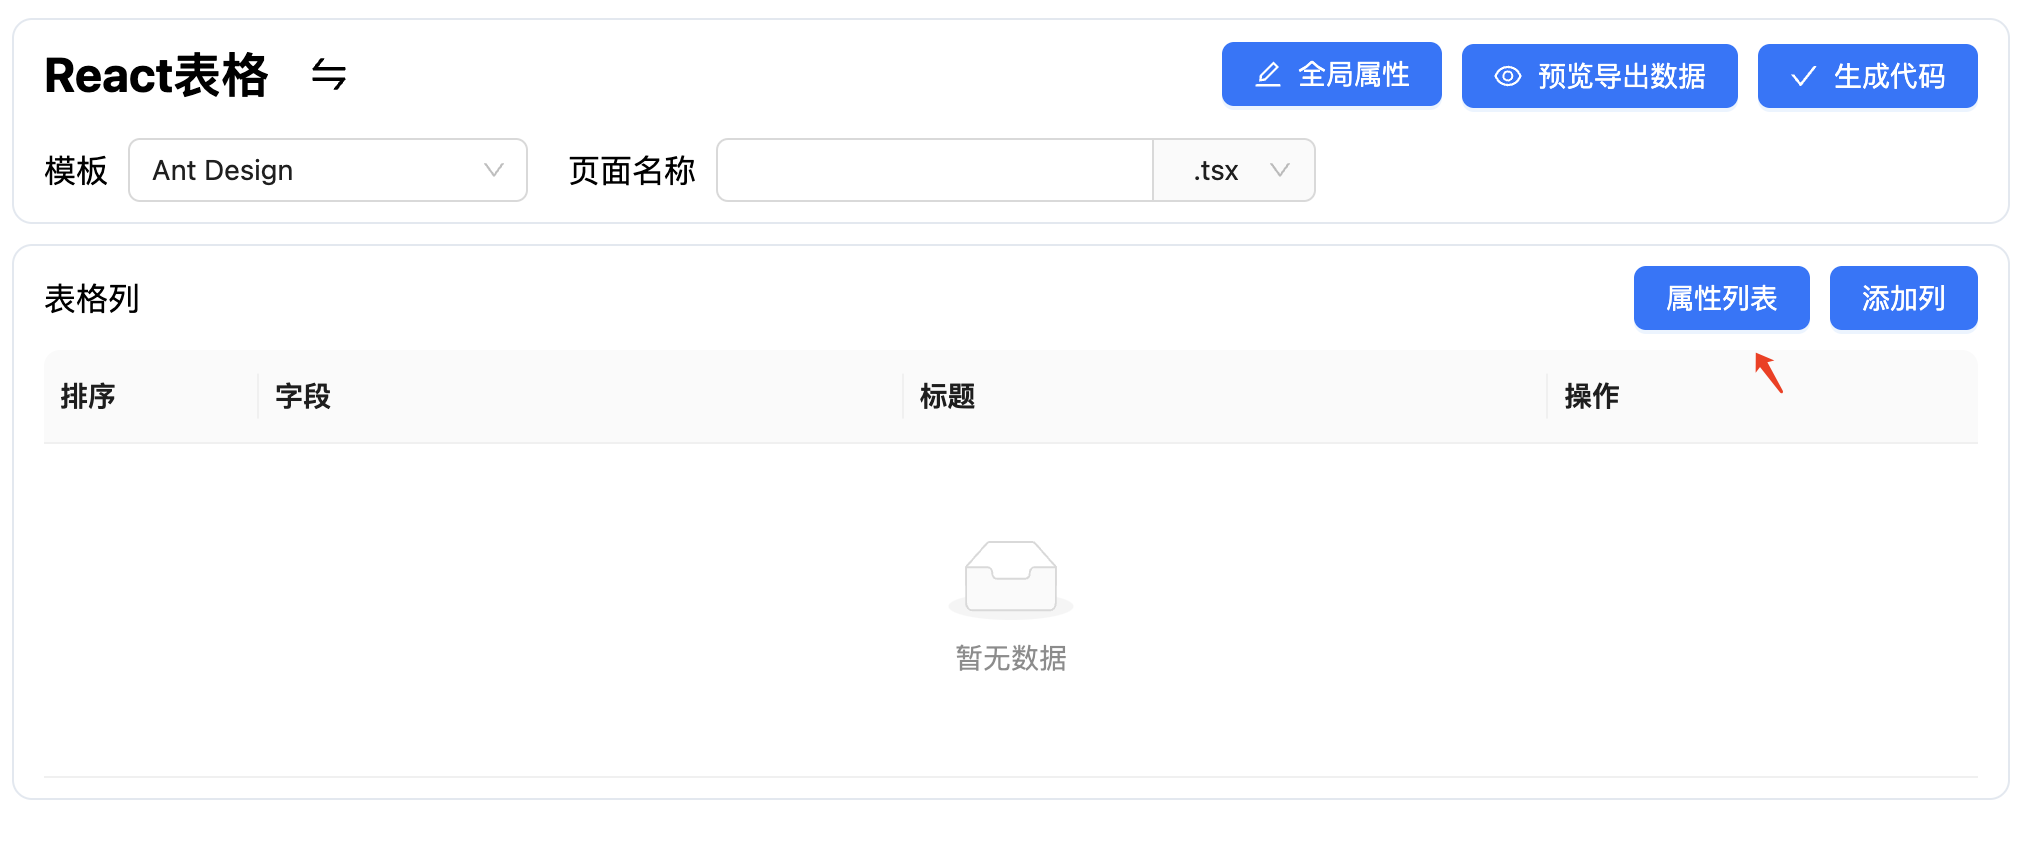 React表格
全局属性
预览导出数据
生成代码
模板 Ant Design 页面名称 .tsx
表格列
属性列表
添加列
排序 字段 标题 操作
暂无数据